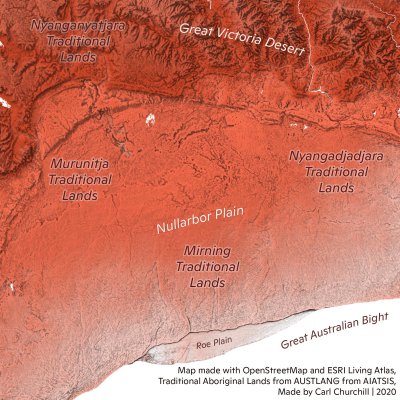 Nyanganyatjara
Traditional
Lands
Great Victoria Desert
Murunitja
Traditional
Lands
Nyangadjadjara
Traditional
Lands
Nullarbor Plain
Mirning
Traditional
Lands
Roe Plain
Great Australian Bight
Map made with OpenStreetMap and ESRI Living Atlas,
Traditional Aboriginal Lands from AUSTLANG from AIATSIS,
Made by Carl Churchill | 2020